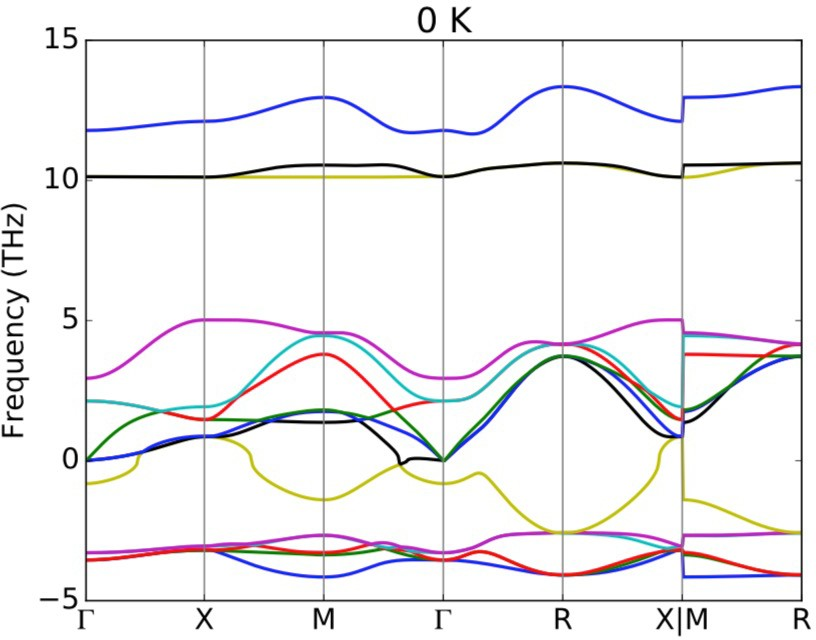 0 K
Frequency (THz)
15
10
5
0
−5
Γ X M Γ R X|M R